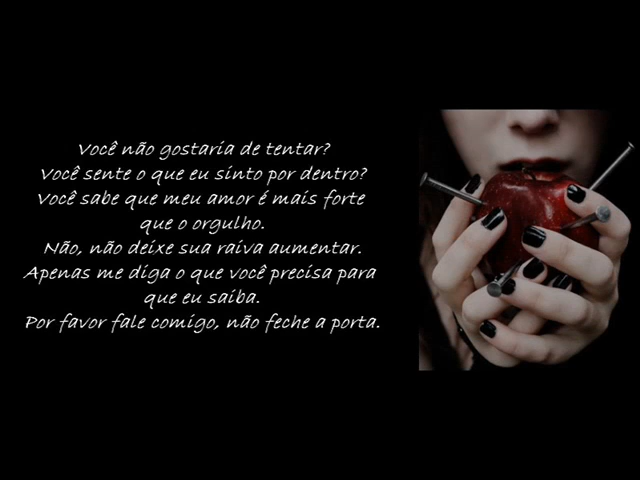 Você não gostaria de tentar?
Você sente o que eu sinto por dentro?
Você sabe que meu amor é mais forte
que o orgulho.
Não, não deixe sua raiva aumentar.
Apenas me diga o que você precisa para
que eu saiba.
Por favor fale comigo, não feche a porta.